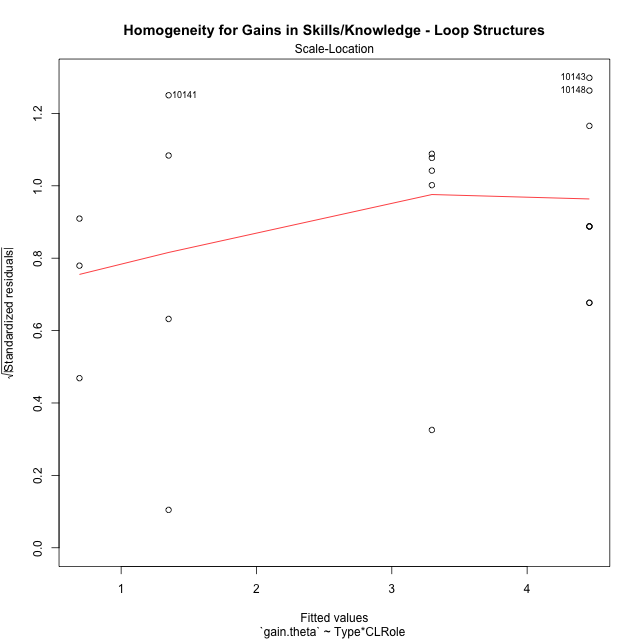 Homogeneity for Gains in Skills/Knowledge - Loop Structures
Scale-Location
10143
10148
10141
1.2
1.0
0.8
0.6
0.4
0.2
0.0
√|Standardized residuals|
1 2 3 4
Fitted values
`gain.theta` ~ Type*CLRole